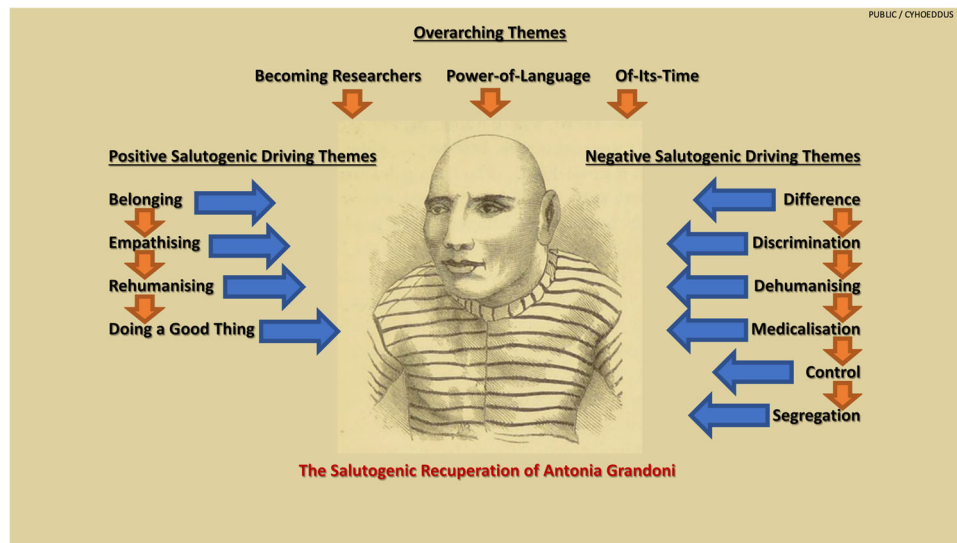 PUBLIC / CYHOEDDUS
Overarching Themes
Becoming Researchers Power-of-Language Of-Its-Time
Positive Salutogenic Driving Themes
Belonging
Empathising
Rehumanising
Doing a Good Thing
Negative Salutogenic Driving Themes
Difference
Discrimination
Dehumanising
Medicalisation
Control
Segregation
The Salutogenic Recuperation of Antonia Grandoni